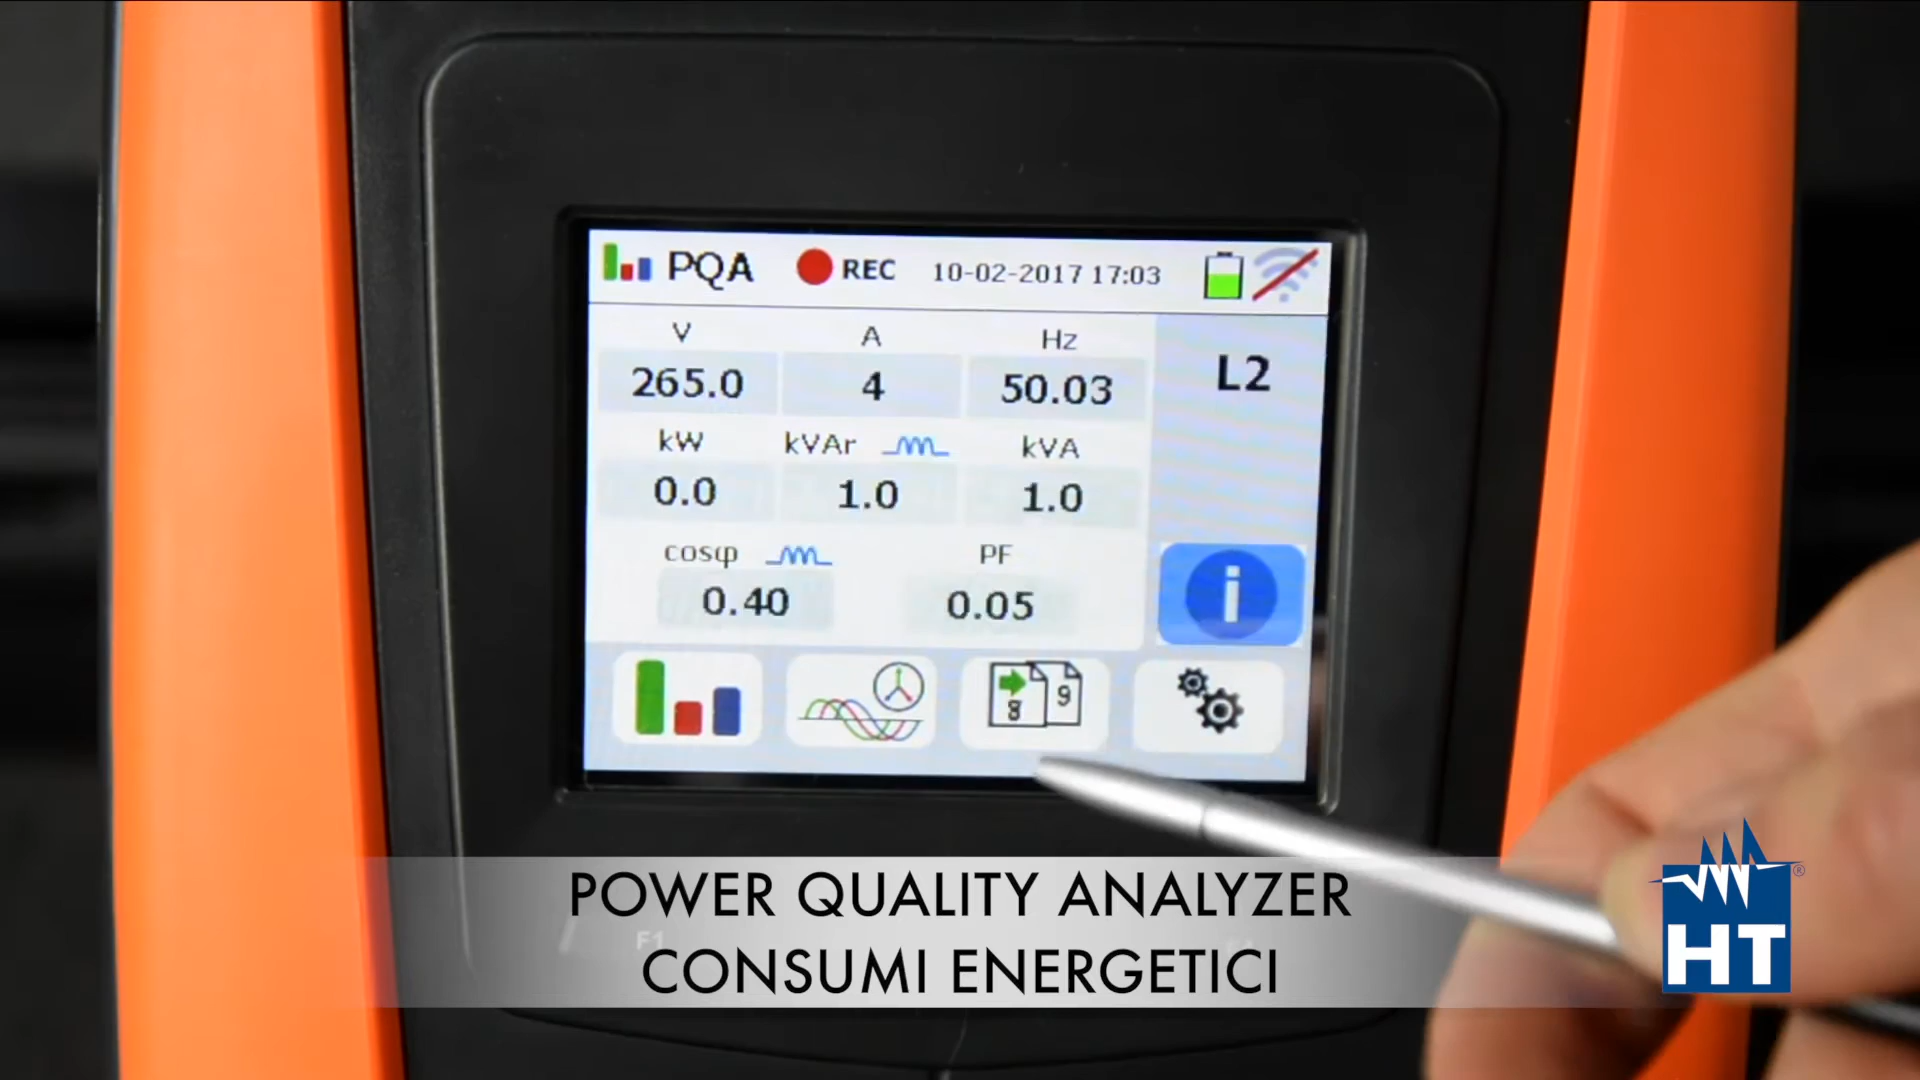 PQA REC 10-02-2017 17:03
V A Hz
265.0 4 50.03
L2
kW kVAr kVA
0.0 1.0 1.0
cosφ PF
0.40 0.05
i
8 9
POWER QUALITY ANALYZER
F1
CONSUMI ENERGETICI
HT
®